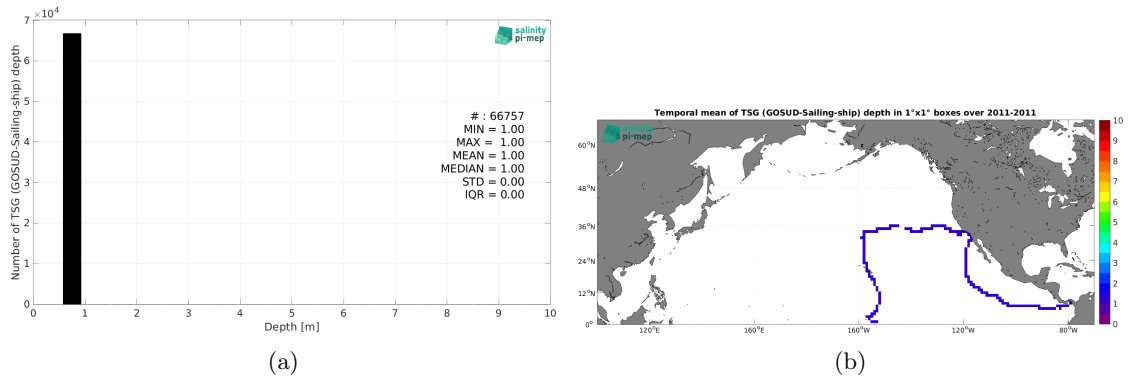 ×10⁴
7
6
5
4
3
2
1
0
Number of TSG (GOSUD-Sailing-ship) depth
0 1 2 3 4 5 6 7 8 9 10
Depth [m]
salinity
pi-mep
# : 66757
MIN = 1.00
MAX = 1.00
MEAN = 1.00
MEDIAN = 1.00
STD = 0.00
IQR = 0.00
(a)
Temporal mean of TSG (GOSUD-Sailing-ship) depth in 1°x1° boxes over 2011-2011
salinity
pi-mep
60°N
48°N
36°N
24°N
12°N
0°
120°E 160°E 160°W 120°W 80°W
10
9
8
7
6
5
4
3
2
1
0
(b)